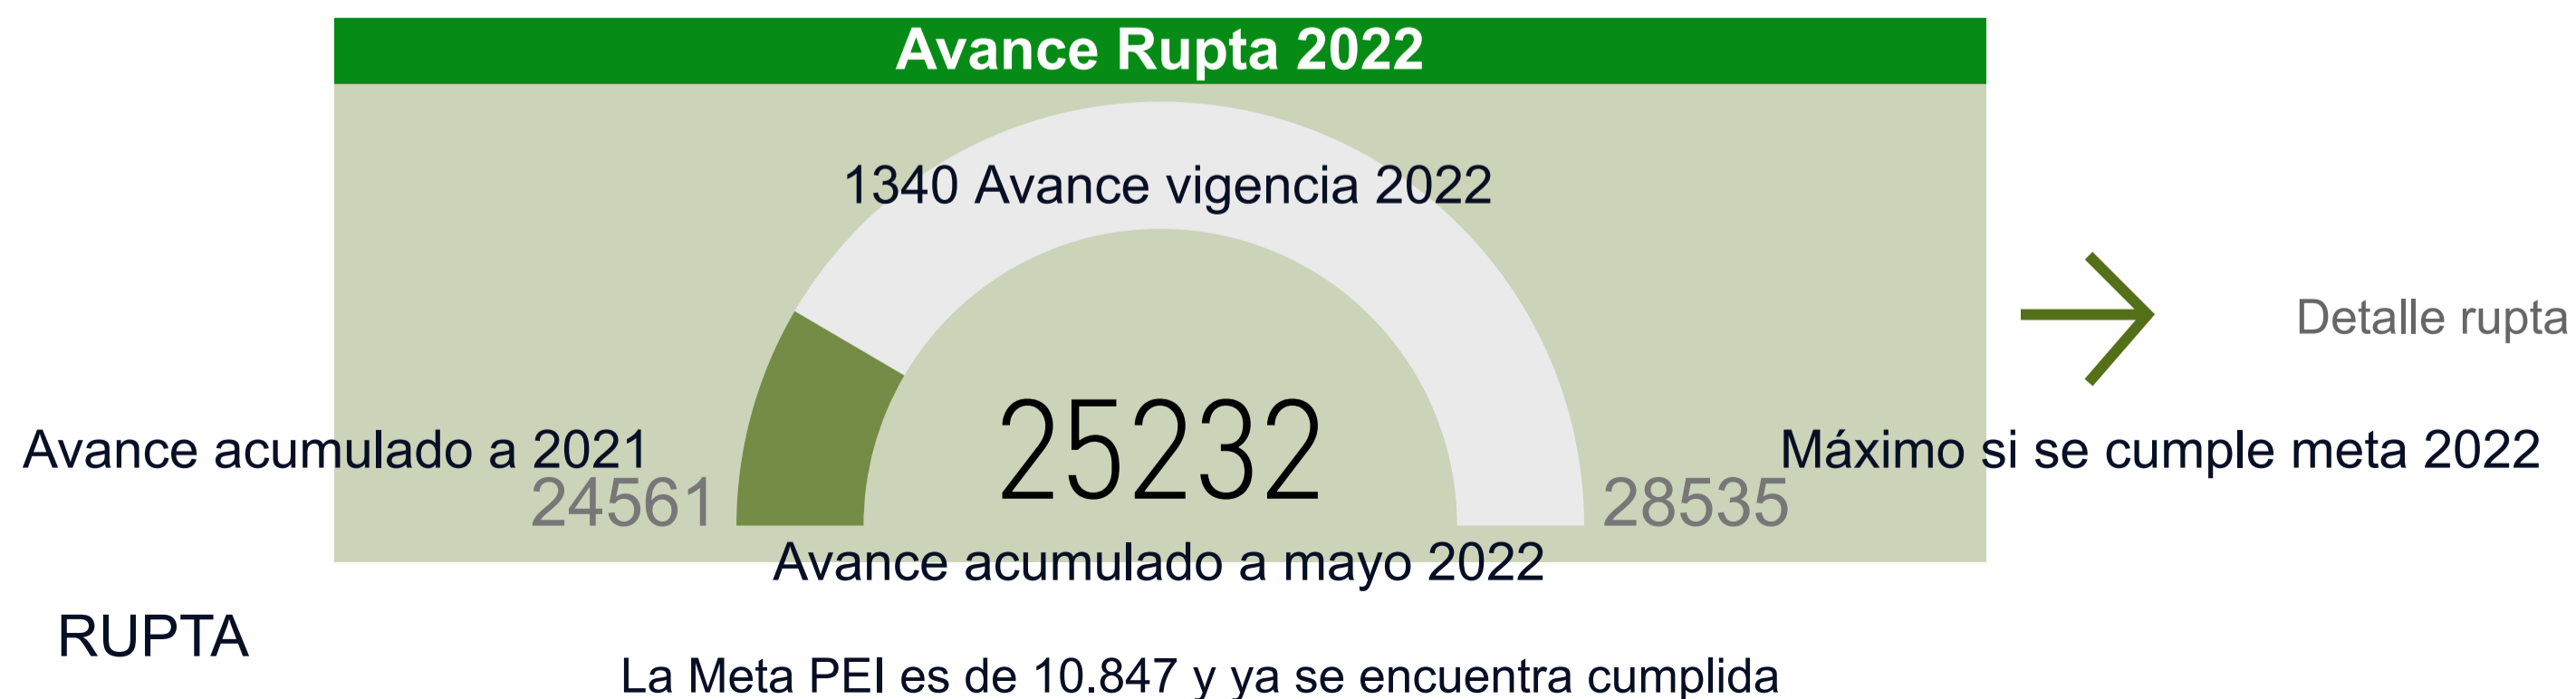 Avance Rupta 2022
1340 Avance vigencia 2022
Detalle rupta
Avance acumulado a 2021
24561
25232
Máximo si se cumple meta 2022
28535
Avance acumulado a mayo 2022
RUPTA
La Meta PEI es de 10.847 y ya se encuentra cumplida